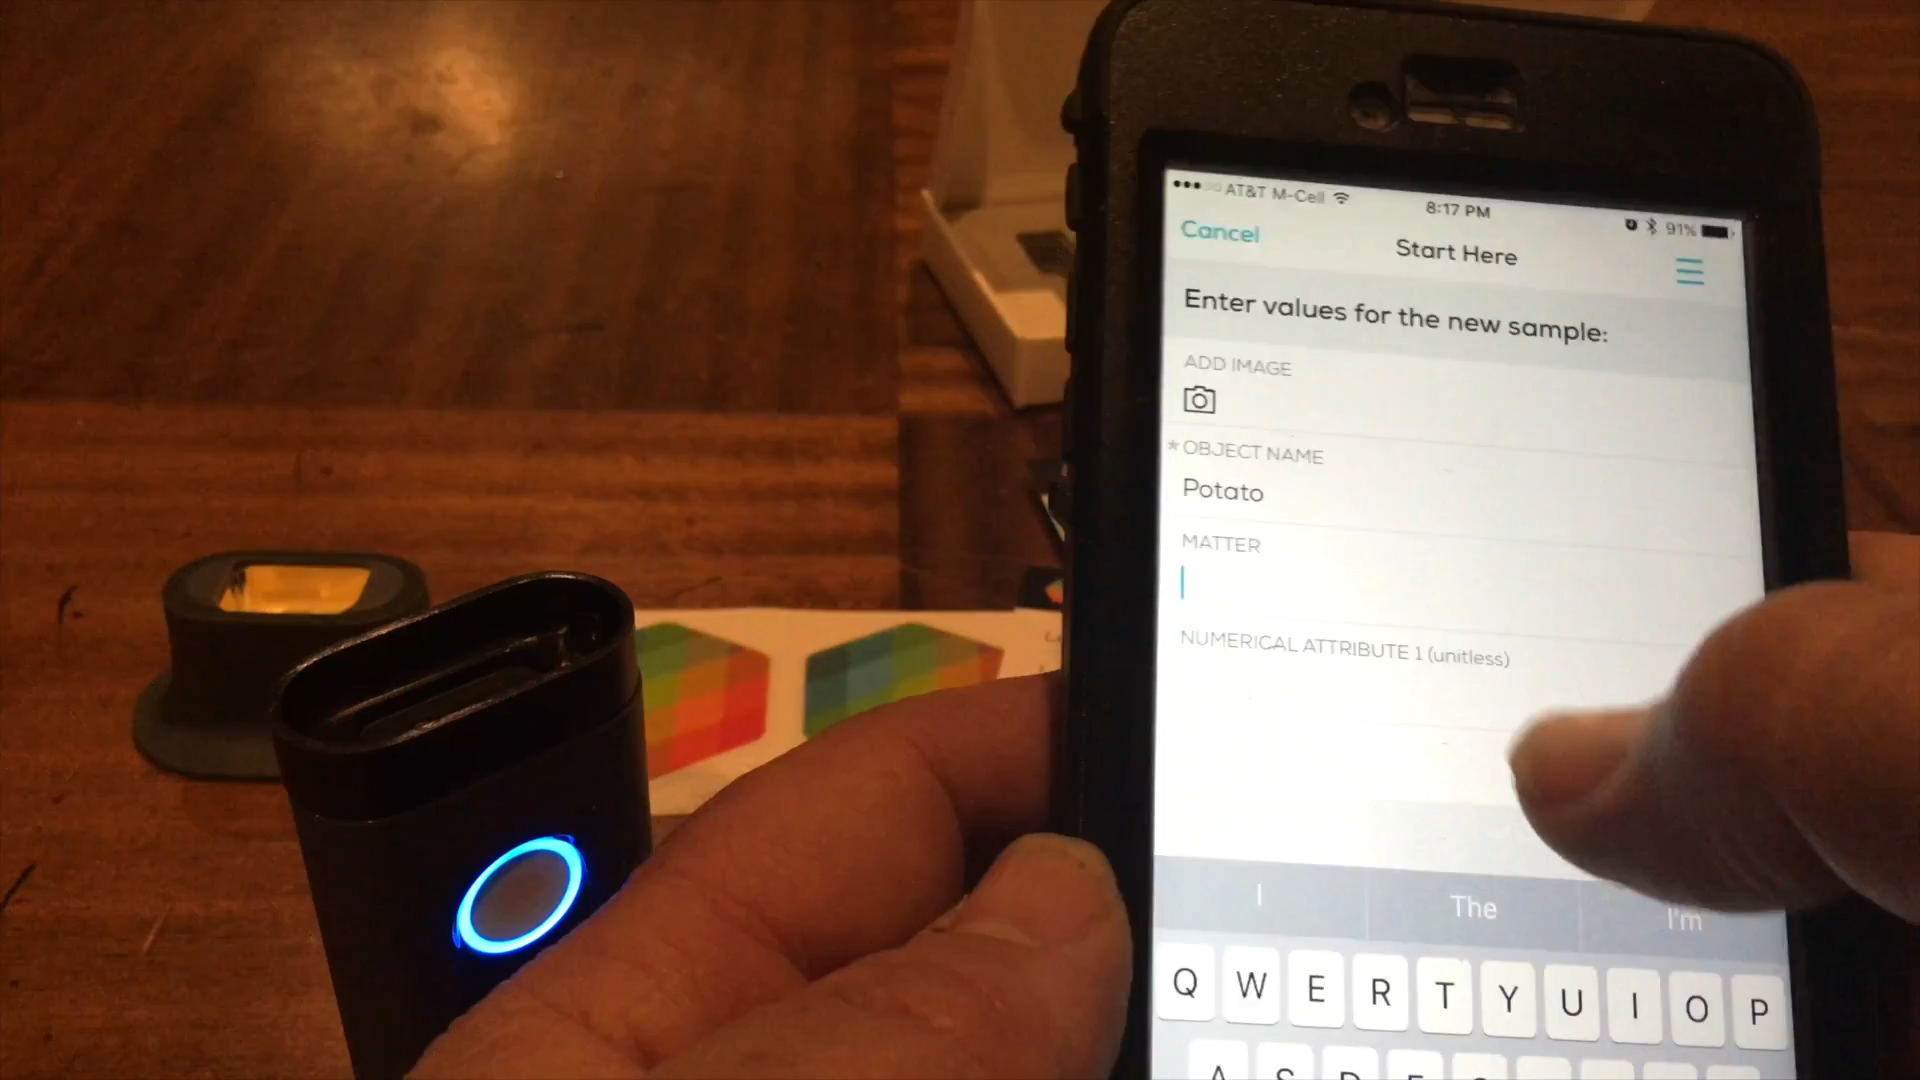 AT&T M-Cell 8:17 PM 91%
Cancel
Start Here
Enter values for the new sample:
ADD IMAGE
* OBJECT NAME
Potato
MATTER
NUMERICAL ATTRIBUTE 1 (unitless)
I The I'm
Q W E R T Y U I O P
A S D F